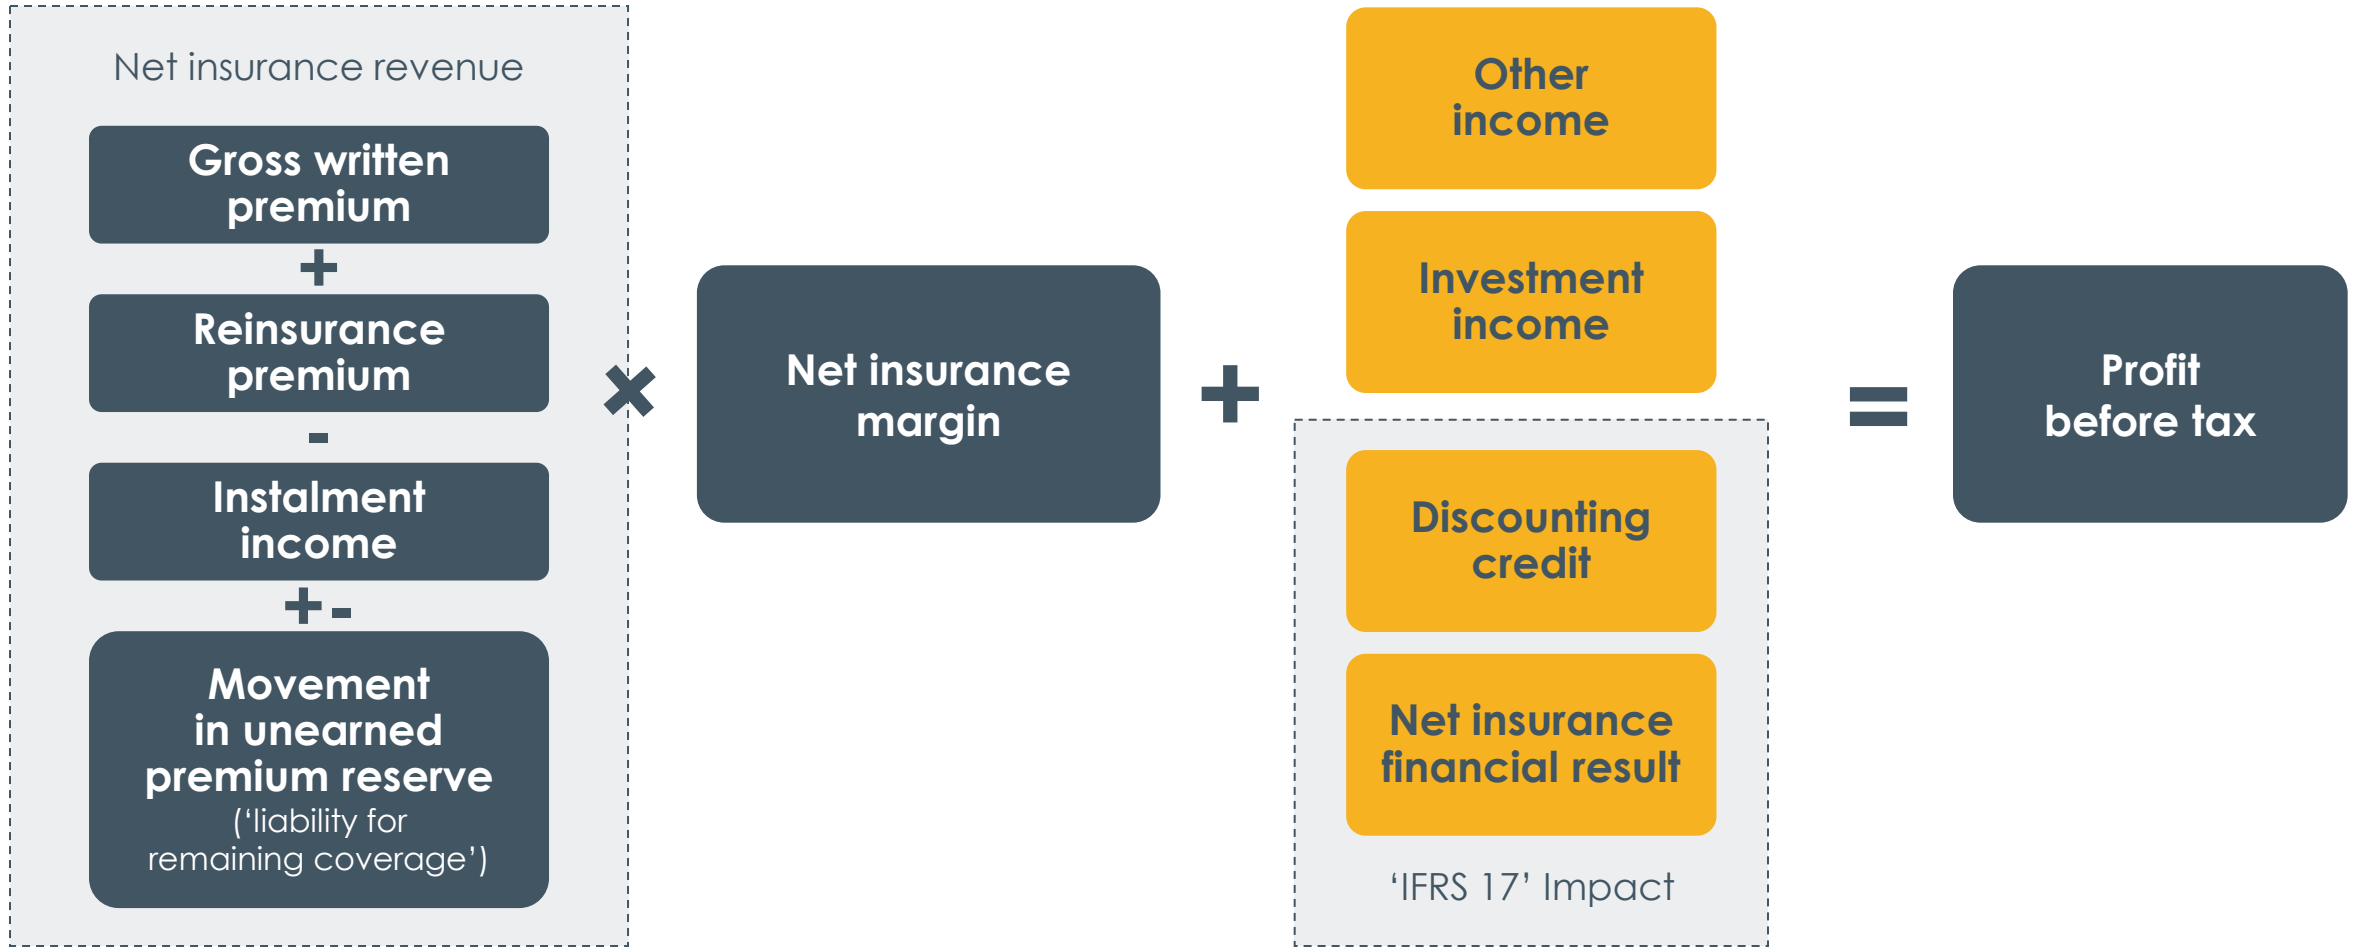 Net insurance revenue
Gross written
premium
+
Reinsurance
premium
-
Instalment
income
+-
Movement
in unearned
premium reserve
(‘liability for
remaining coverage’)
×
Net insurance
margin
+
Other
income
Investment
income
Discounting
credit
Net insurance
financial result
‘IFRS 17’ Impact
=
Profit
before tax